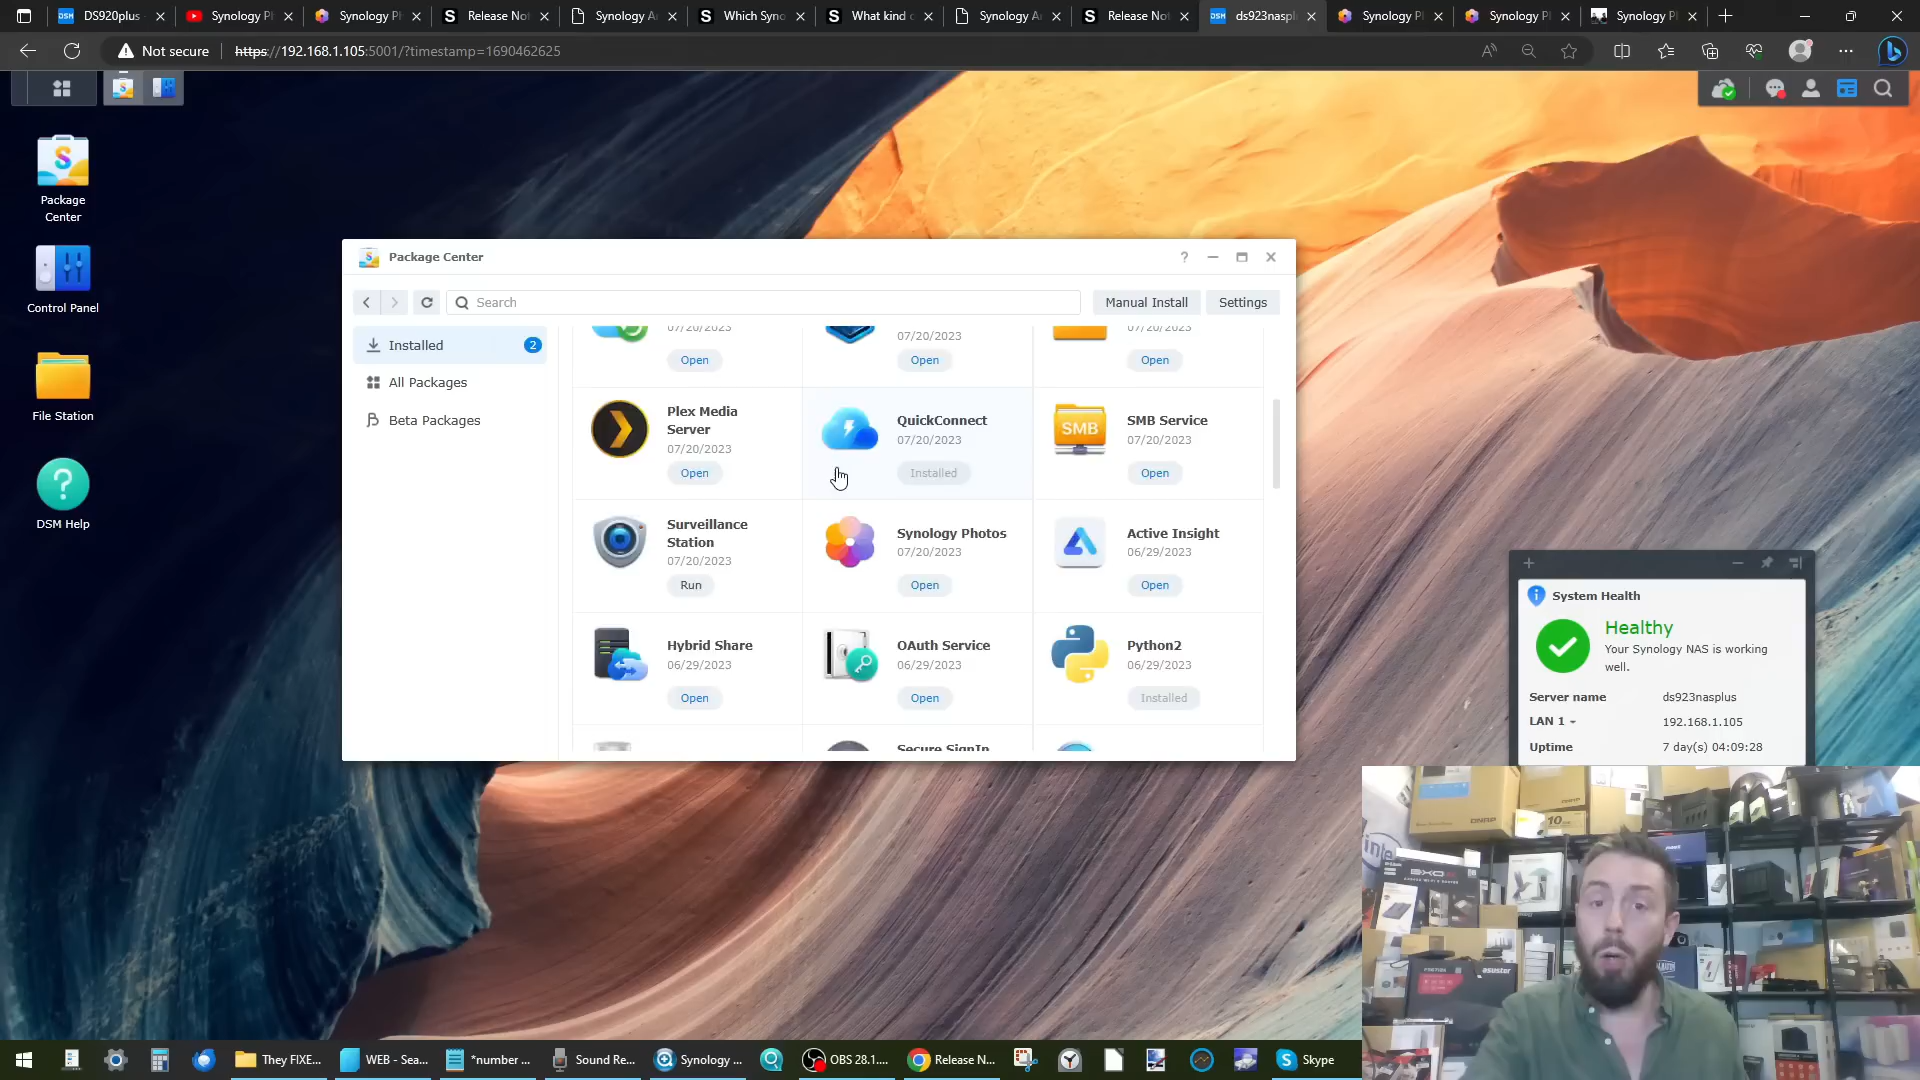 DS920plus
Synology P
Synology P
Release No
Synology A
Which Syno
What kind
Synology A
Release No
ds923naspl
Synology P
Synology P
Synology P
Not secure
https://192.168.1.105:5001/?timestamp=1690462625
Package
Center
Control Panel
File Station
DSM Help
Package Center
Search
Manual Install
Settings
Installed
2
All Packages
Beta Packages
07/20/2023
Open
07/20/2023
Open
07/20/2023
Open
Plex Media
Server
07/20/2023
Open
QuickConnect
07/20/2023
Installed
SMB
SMB Service
07/20/2023
Open
Surveillance
Station
07/20/2023
Run
Synology Photos
07/20/2023
Open
Active Insight
06/29/2023
Open
Hybrid Share
06/29/2023
Open
OAuth Service
06/29/2023
Open
Python2
06/29/2023
Installed
Secure SignIn
System Health
Healthy
Your Synology NAS is working
well.
Server name ds923nasplus
LAN 1 192.168.1.105
Uptime 7 day(s) 04:09:28
They FIXE...
WEB - Sea...
*number ...
Sound Re...
Synology ...
OBS 28.1....
Release N...
Skype